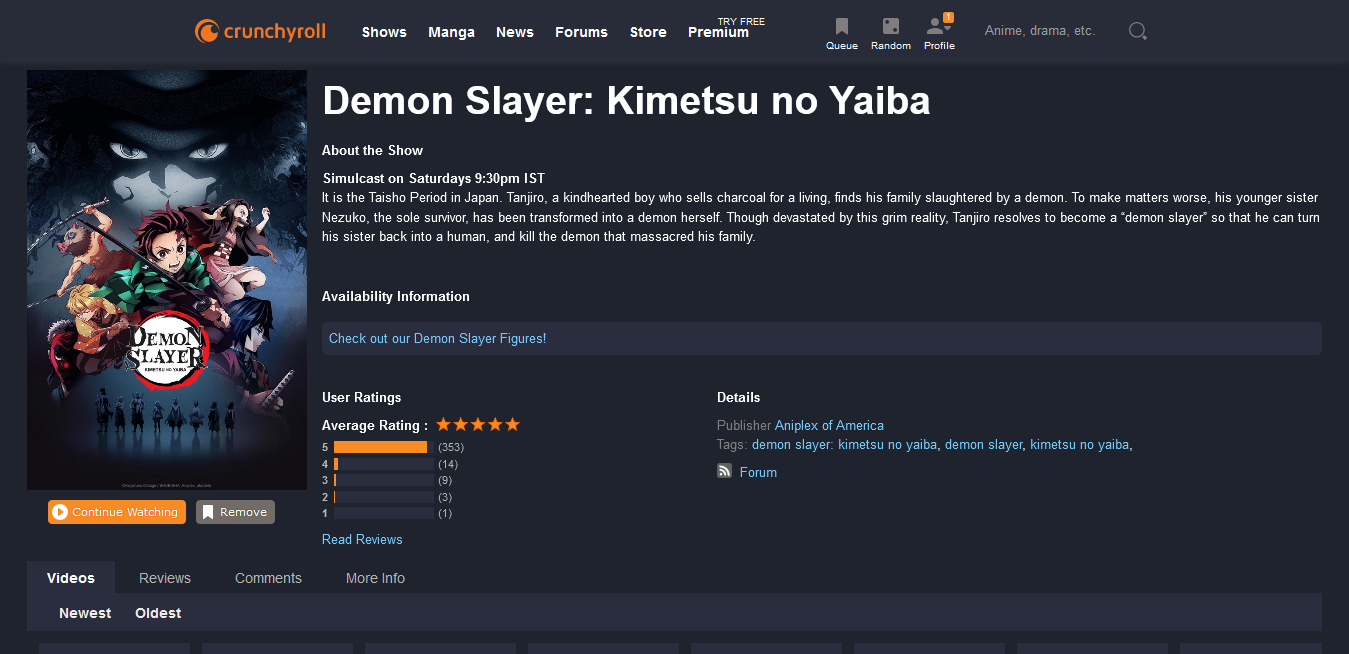 crunchyroll
Shows Manga News Forums Store TRY FREE Premium
1
Queue Random Profile
Anime, drama, etc.
Demon Slayer: Kimetsu no Yaiba
About the Show
Simulcast on Saturdays 9:30pm IST
It is the Taisho Period in Japan. Tanjiro, a kindhearted boy who sells charcoal for a living, finds his family slaughtered by a demon. To make matters worse, his younger sister
Nezuko, the sole survivor, has been transformed into a demon herself. Though devastated by this grim reality, Tanjiro resolves to become a “demon slayer” so that he can turn
his sister back into a human, and kill the demon that massacred his family.
Availability Information
Check out our Demon Slayer Figures!
DEMON
SLAYER
KIMETSU NO YAIBA
User Ratings
Average Rating :
5 (353)
4 (14)
3 (9)
2 (3)
1 (1)
Read Reviews
Details
Publisher Aniplex of America
Tags: demon slayer: kimetsu no yaiba, demon slayer, kimetsu no yaiba,
Forum
Continue Watching Remove
Videos Reviews Comments More Info
Newest Oldest